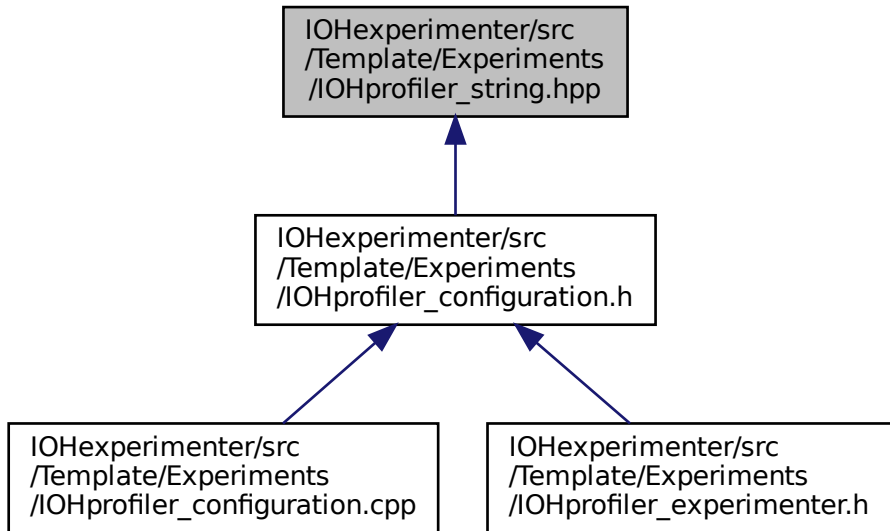 IOHexperimenter/src
/Template/Experiments
/IOHprofiler_string.hpp
IOHexperimenter/src
/Template/Experiments
/IOHprofiler_configuration.h
IOHexperimenter/src
/Template/Experiments
/IOHprofiler_configuration.cpp
IOHexperimenter/src
/Template/Experiments
/IOHprofiler_experimenter.h